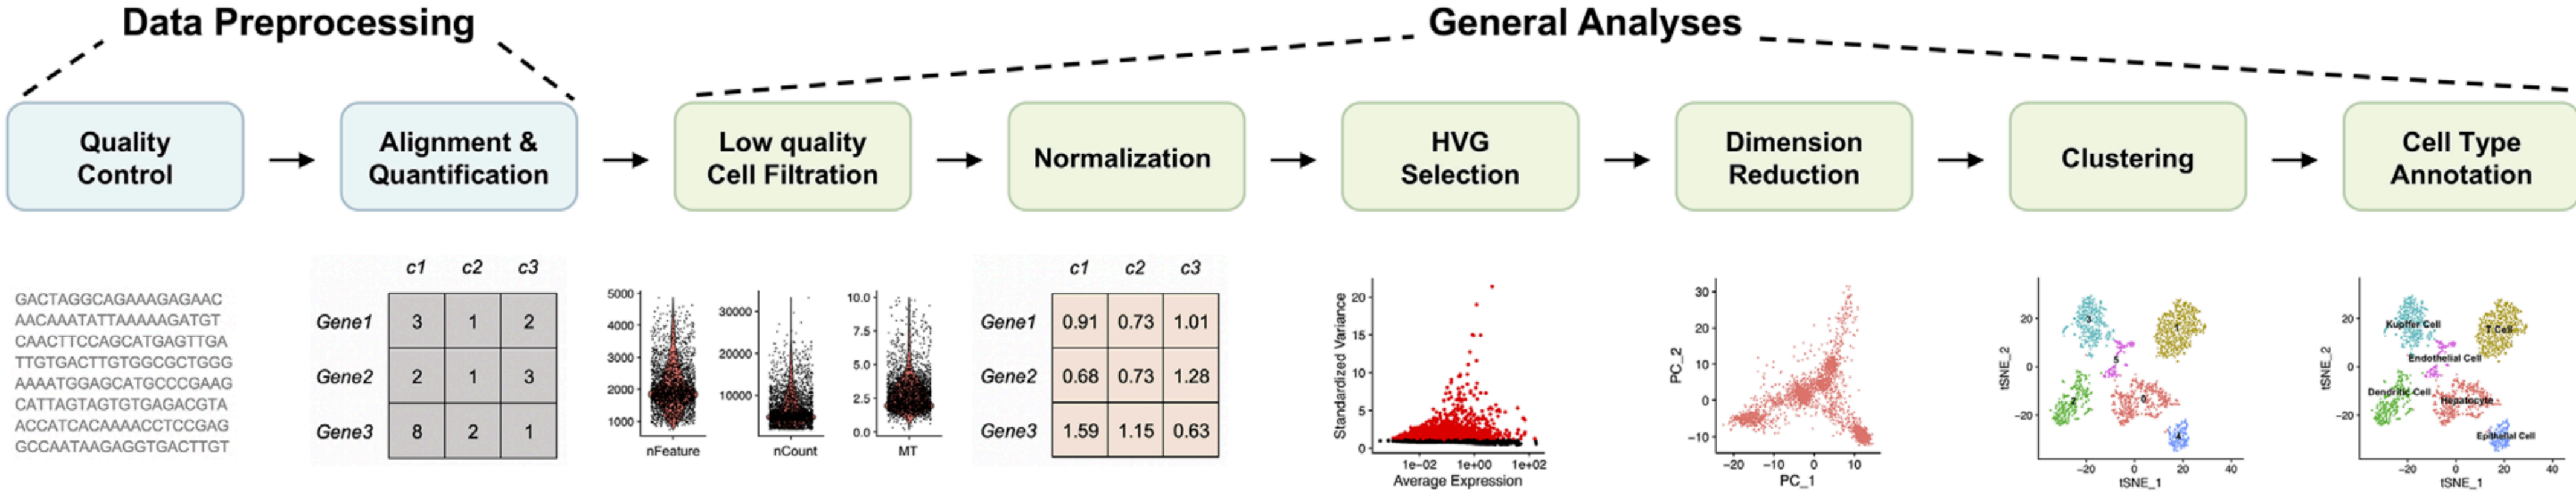 Data Preprocessing
General Analyses
Quality
Control
Alignment &
Quantification
Low quality
Cell Filtration
Normalization
HVG
Selection
Dimension
Reduction
Clustering
Cell Type
Annotation
GACTAGGCAGAAAGAGAAC
AACAAATATTAAAAAGATGT
CAACTTCCAGCATGAGTTGA
TTGTGACTTGTGGCGCTGGG
AAAATGGAGCATGCCCGAAG
CATTAGTAGTGTGAGACGTA
ACCATCACAAAACCTCCGAG
GCCAATAAGAGGTGACTTGT
c1 c2 c3
Gene1 3 1 2
Gene2 2 1 3
Gene3 8 2 1
5000
4000
3000
2000
1000
nFeature
30000
20000
10000
nCount
10.0
7.5
5.0
2.5
0.0
MT
c1 c2 c3
Gene1 0.91 0.73 1.01
Gene2 0.68 0.73 1.28
Gene3 1.59 1.15 0.63
Standardized Variance
20
15
10
5
0
1e-02 1e+00 1e+02
Average Expression
PC_2
30
20
10
0
−10
−20 −10 0 10
PC_1
tSNE_2
20
0
−20
3
1
5
2
0
4
−20 0 20 40
tSNE_1
tSNE_2
20
0
−20
Kupffer Cell
T Cell
Endothelial Cell
Dendritic Cell
Hepatocyte
Epithelial Cell
−20 0 20 40
tSNE_1